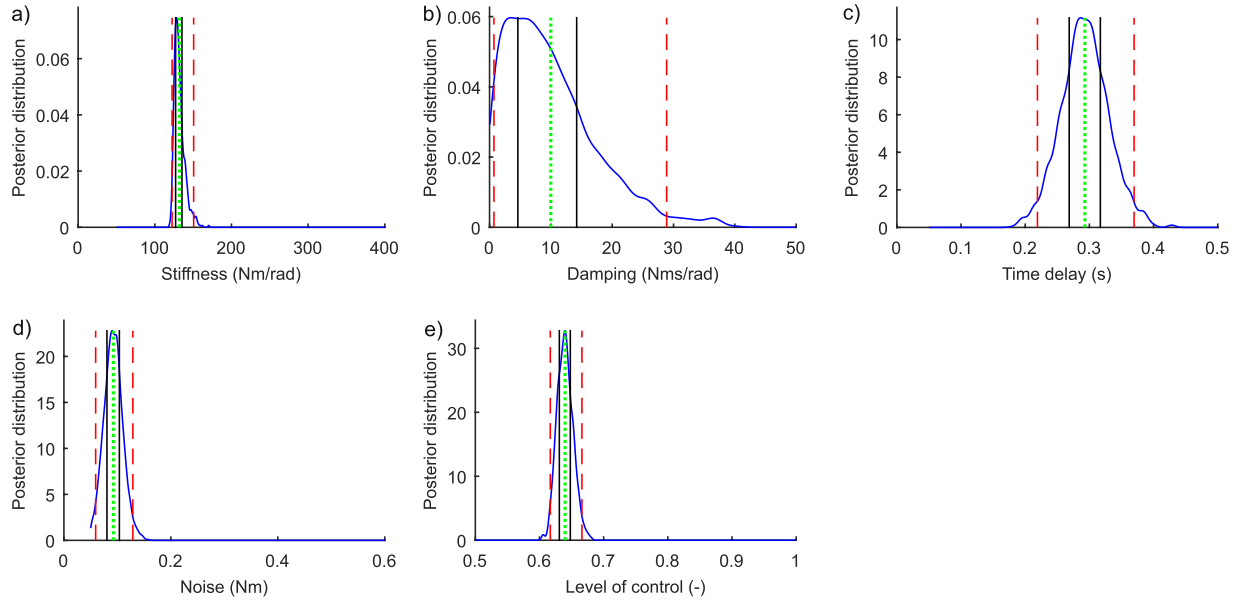 a)
Posterior distribution
0.06
0.04
0.02
0
0 100 200 300 400
Stiffness (Nm/rad)
b)
Posterior distribution
0.06
0.04
0.02
0
0 10 20 30 40 50
Damping (Nms/rad)
c)
Posterior distribution
10
8
6
4
2
0
0 0.1 0.2 0.3 0.4 0.5
Time delay (s)
d)
Posterior distribution
20
15
10
5
0
0 0.2 0.4 0.6
Noise (Nm)
e)
Posterior distribution
30
20
10
0
0.5 0.6 0.7 0.8 0.9 1
Level of control (-)